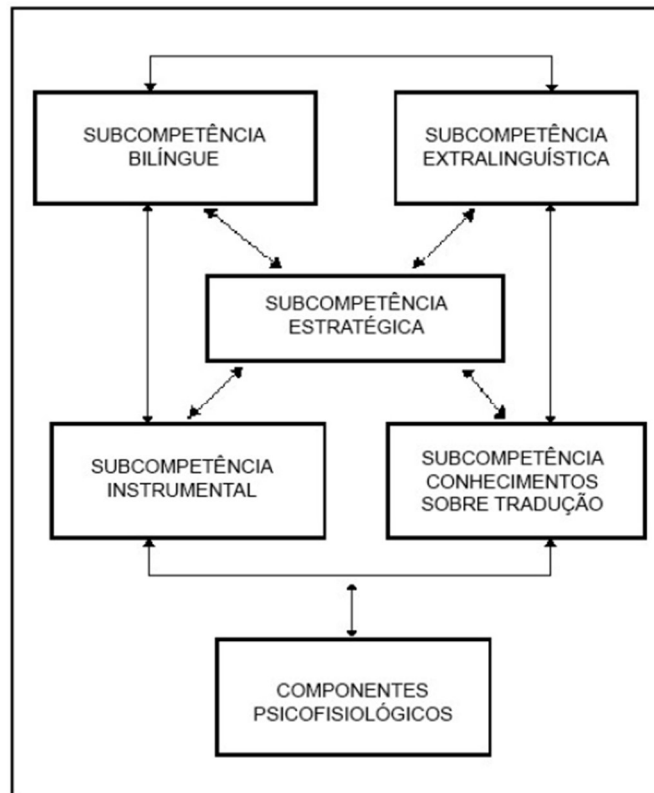 SUBCOMPETÊNCIA
BILÍNGUE
SUBCOMPETÊNCIA
EXTRALINGUÍSTICA
SUBCOMPETÊNCIA
ESTRATÉGICA
SUBCOMPETÊNCIA
INSTRUMENTAL
SUBCOMPETÊNCIA
CONHECIMENTOS
SOBRE TRADUÇÃO
COMPONENTES
PSICOFISIOLÓGICOS